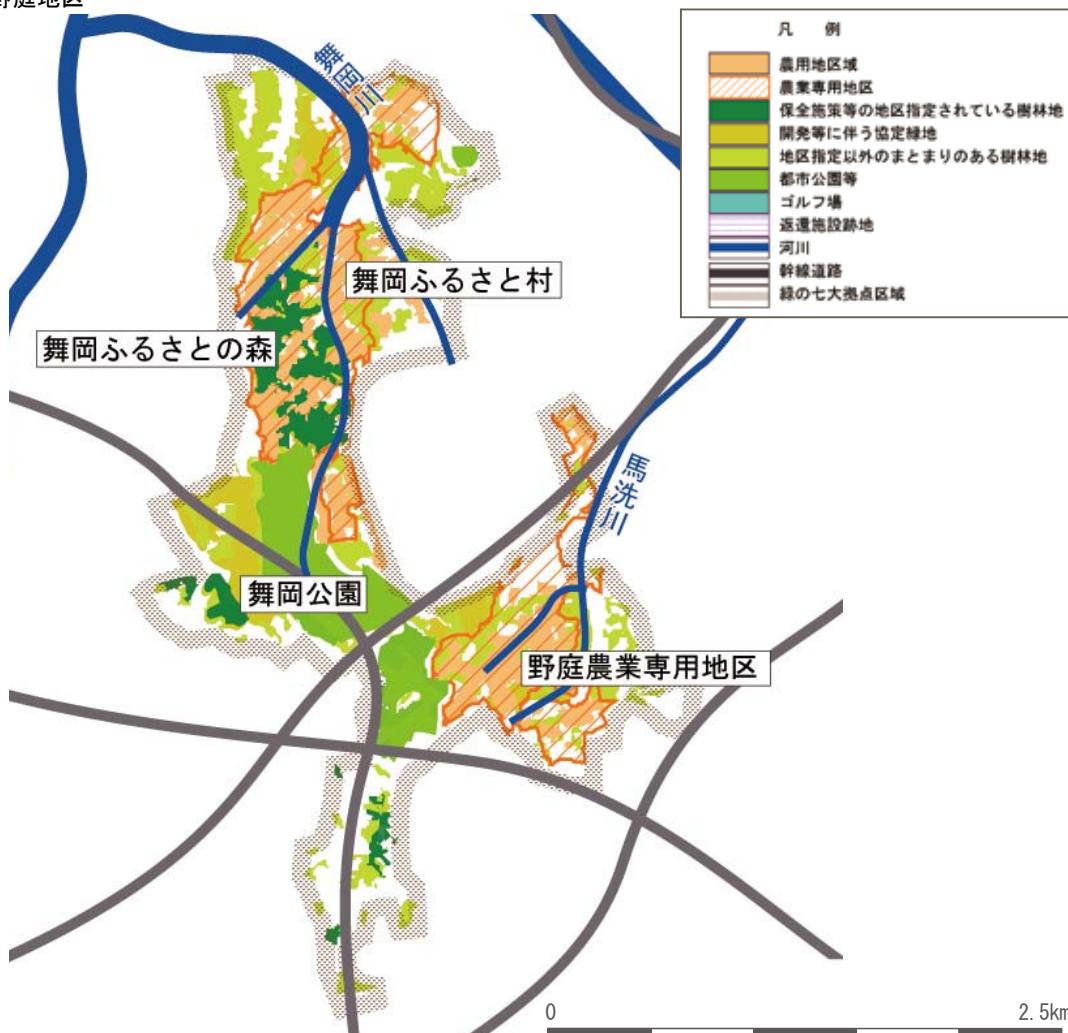 野庭地区
凡　例
農用地区域
農業専用地区
保全施策等の地区指定されている樹林地
開発等に伴う協定緑地
地区指定以外のまとまりのある樹林地
都市公園等
ゴルフ場
返還施設跡地
河川
幹線道路
緑の七大拠点区域
舞岡川
舞岡ふるさと村
舞岡ふるさとの森
馬洗川
舞岡公園
野庭農業専用地区
0 2.5km